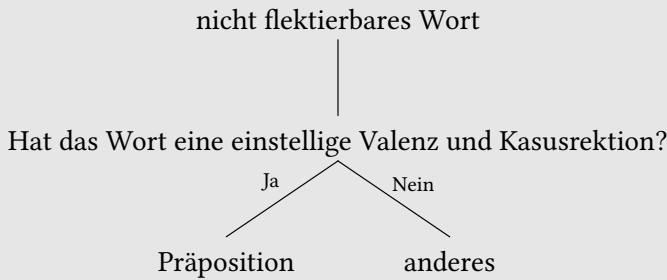 nicht flektierbares Wort
Hat das Wort eine einstellige Valenz und Kasusrektion?
Ja
Nein
Präposition
anderes